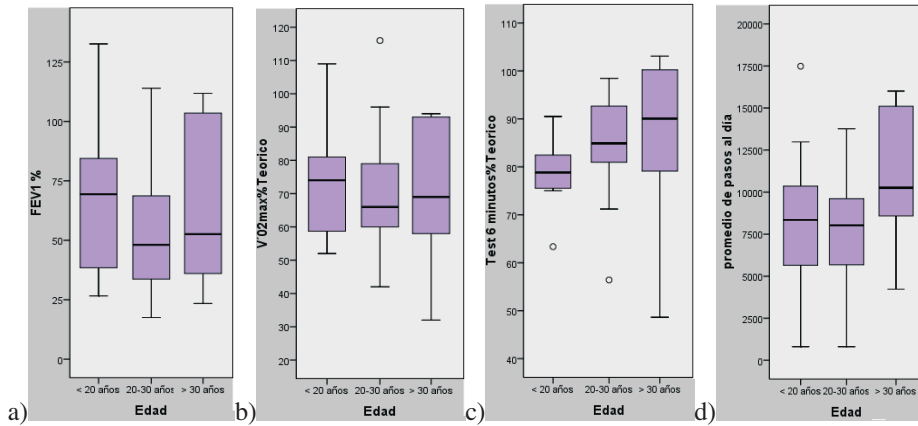 a)
FEV1 %
125
100
75
50
25
0
< 20 años 20-30 años > 30 años
Edad
b)
V'02max%Teorico
120
110
100
90
80
70
60
50
40
30
20
< 20 años 20-30 años > 30 años
Edad
c)
Test 6 minutos%Teorico
110
100
90
80
70
60
50
40
< 20 años 20-30 años > 30 años
Edad
d)
promedio de pasos al día
20000
17500
15000
12500
10000
7500
5000
2500
0
< 20 años 20-30 años > 30 años
Edad